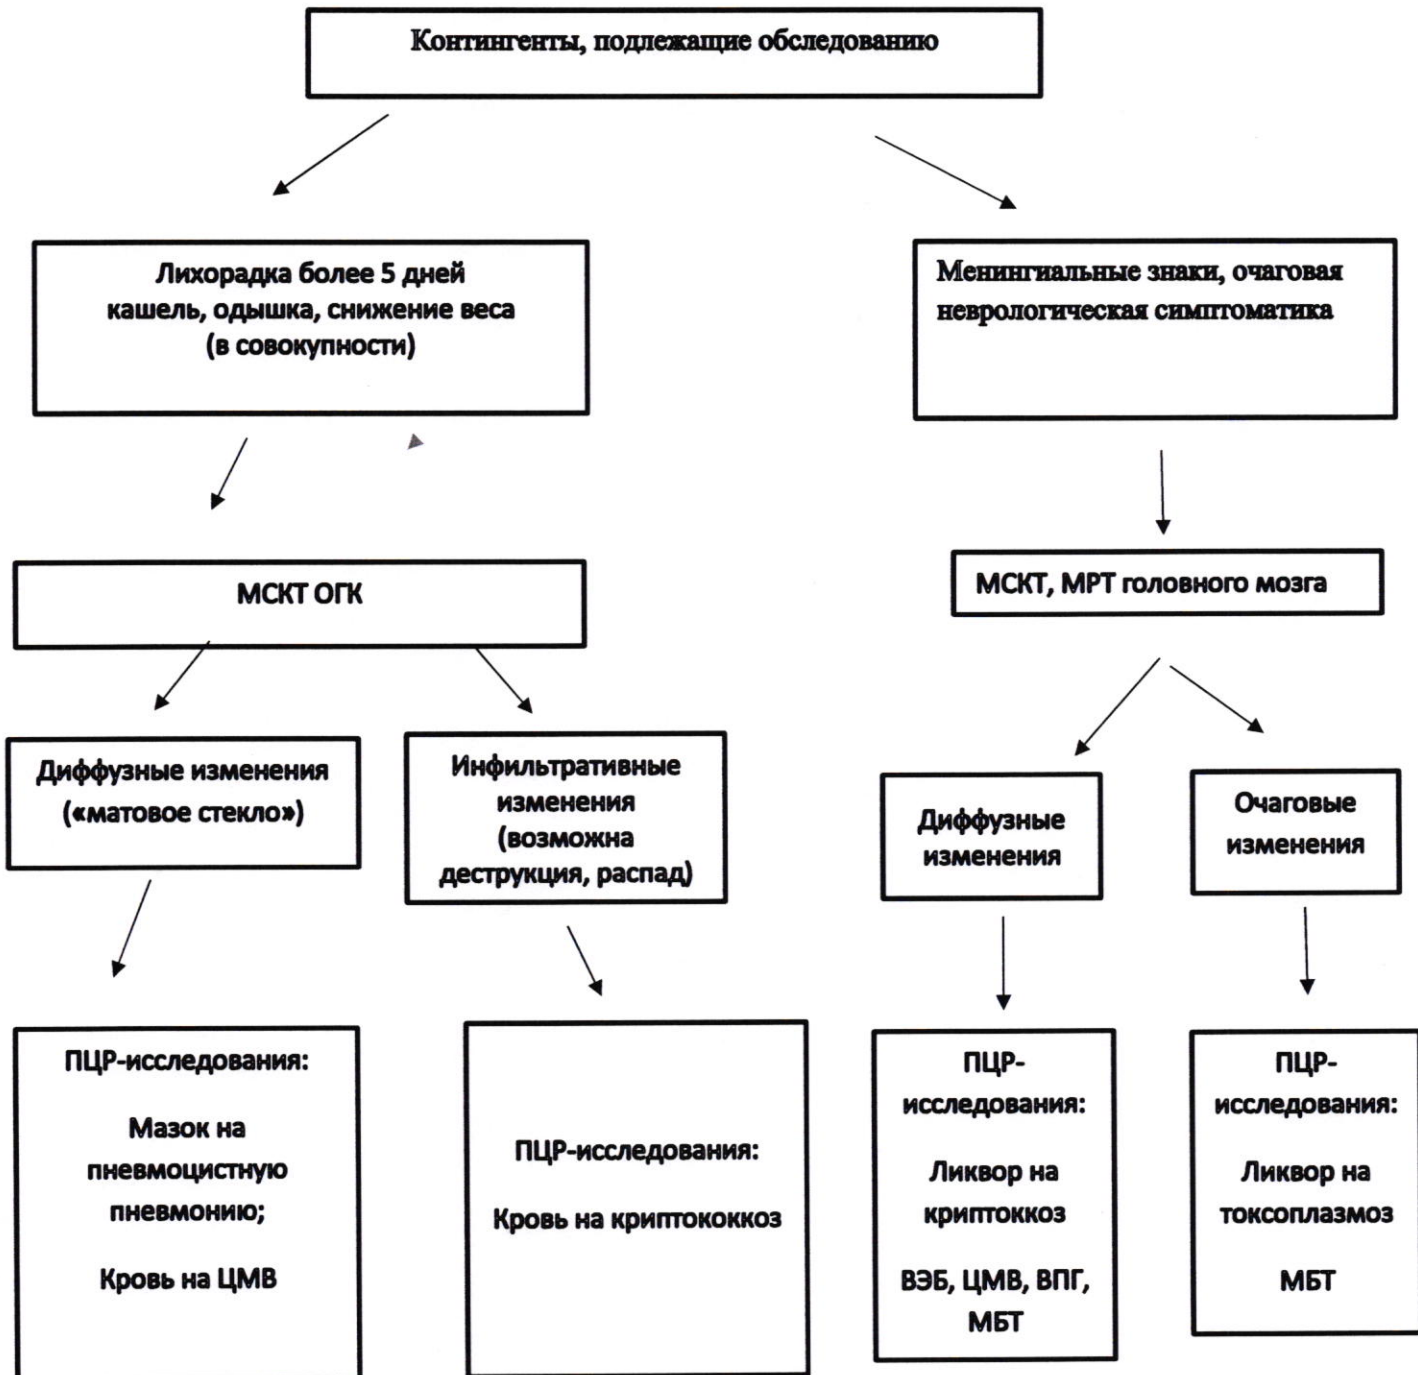 Контингенты, подлежащие обследованию
Лихорадка более 5 дней
кашель, одышка, снижение веса
(в совокупности)
Менингиальные знаки, очаговая
неврологическая симптоматика
МСКТ ОГК
МСКТ, МРТ головного мозга
Диффузные изменения
(«матовое стекло»)
Инфильтративные
изменения
(возможна
деструкция, распад)
Диффузные
изменения
Очаговые
изменения
ПЦР-исследования:
Мазок на
пневмоцистную
пневмонию;
Кровь на ЦМВ
ПЦР-исследования:
Кровь на криптококкоз
ПЦР-
исследования:
Ликвор на
криптоккоз
ВЭБ, ЦМВ, ВПГ,
МБТ
ПЦР-
исследования:
Ликвор на
токсоплазмоз
МБТ